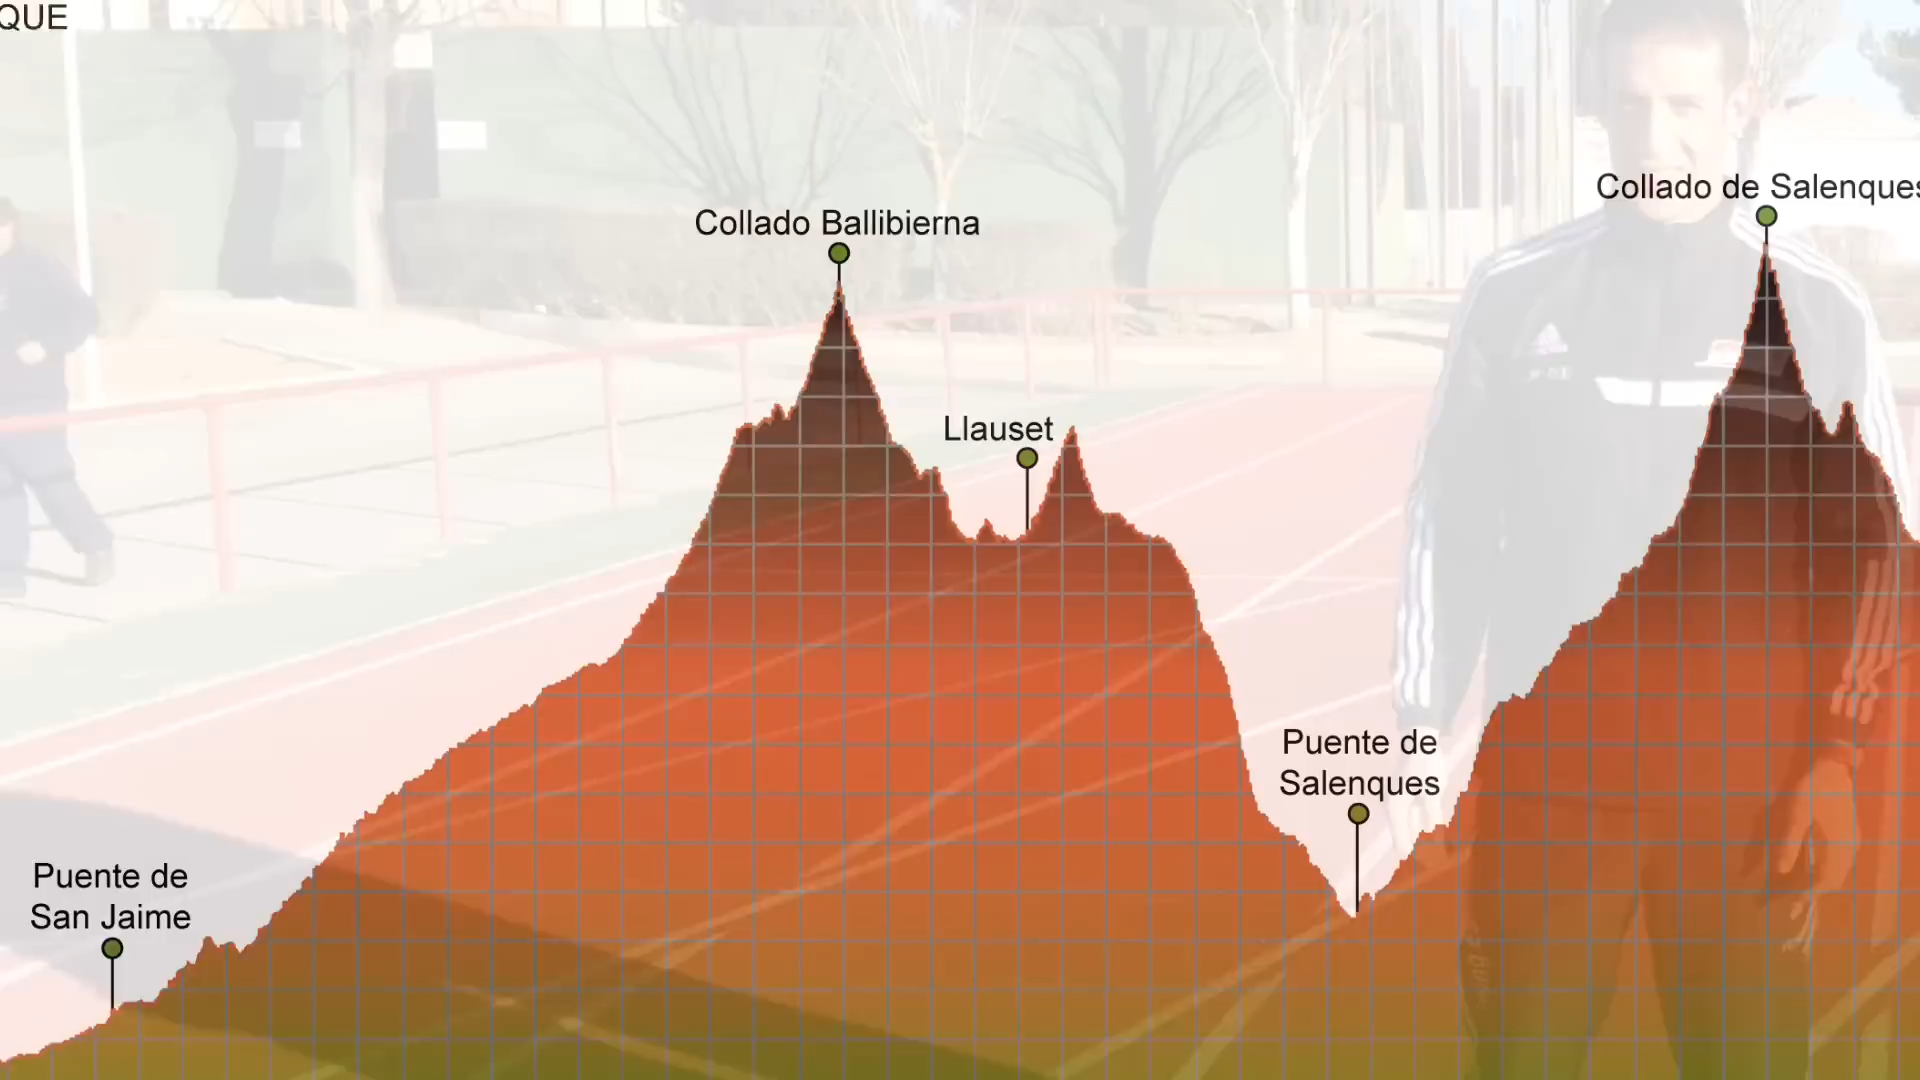 QUE
Collado de Salenques
Collado Ballibierna
Llauset
Puente de
Salenques
Puente de
San Jaime